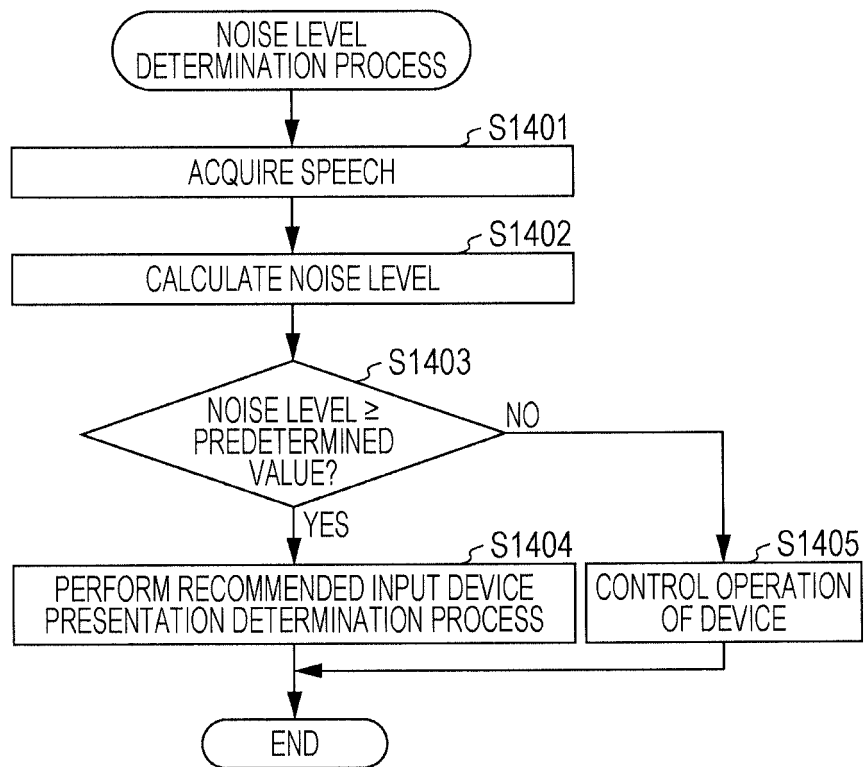 NOISE LEVEL
DETERMINATION PROCESS
S1401
ACQUIRE SPEECH
S1402
CALCULATE NOISE LEVEL
S1403
NOISE LEVEL ≥
PREDETERMINED
VALUE?
NO
YES
S1404
PERFORM RECOMMENDED INPUT DEVICE
PRESENTATION DETERMINATION PROCESS
S1405
CONTROL OPERATION
OF DEVICE
END